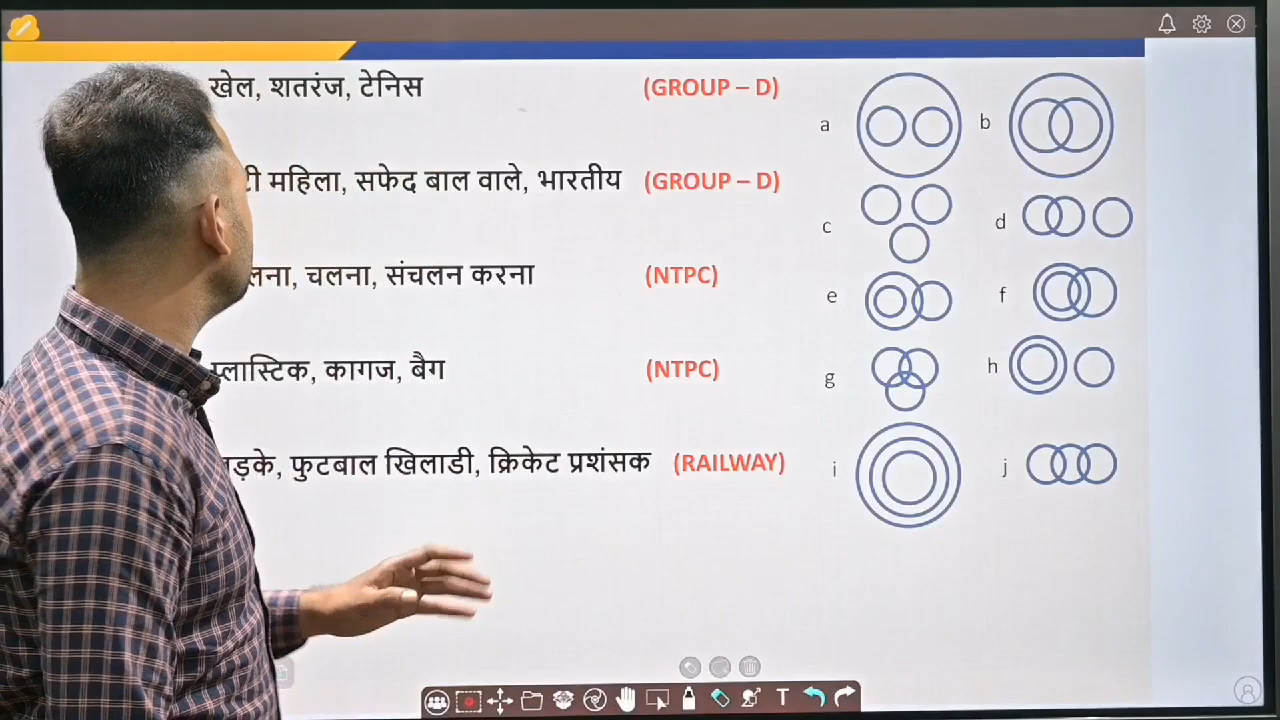 खेल, शतरंज, टेनिस (GROUP – D)
महिला, सफेद बाल वाले, भारतीय (GROUP – D)
चलना, संचलन करना (NTPC)
प्लास्टिक, कागज, बैग (NTPC)
फुटबाल खिलाडी, क्रिकेट प्रशंसक (RAILWAY)
a b
c d
e f
g h
i j
T